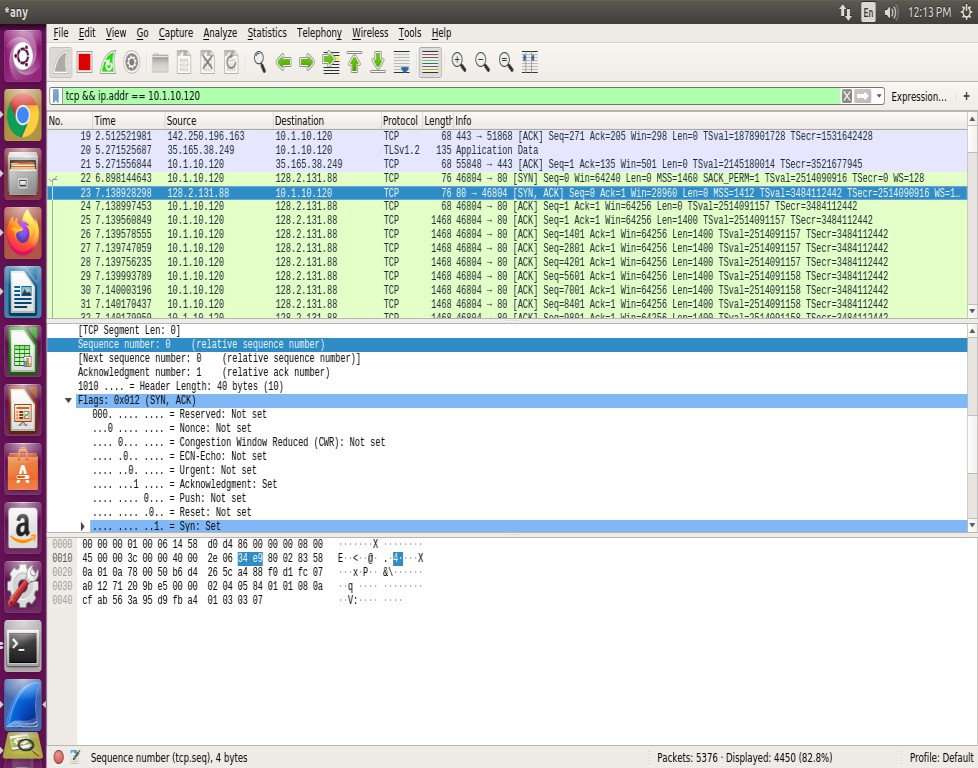 *any
En
12:13 PM
File Edit View Go Capture Analyze Statistics Telephony Wireless Tools Help
tcp && ip.addr == 10.1.10.120
Expression...
+
No. Time Source Destination Protocol Length Info
19 2.512521981 142.250.196.163 10.1.10.120 TCP 68 443 → 51868 [ACK] Seq=271 Ack=205 Win=298 Len=0 TSval=1878901728 TSecr=1531642428
20 5.271525687 35.165.38.249 10.1.10.120 TLSv1.2 135 Application Data
21 5.271556844 10.1.10.120 35.165.38.249 TCP 68 55848 → 443 [ACK] Seq=1 Ack=135 Win=501 Len=0 TSval=2145180014 TSecr=3521677945
22 6.898144643 10.1.10.120 128.2.131.88 TCP 76 46804 → 80 [SYN] Seq=0 Win=64240 Len=0 MSS=1460 SACK_PERM=1 TSval=2514090916 TSecr=0 WS=128
23 7.138928298 128.2.131.88 10.1.10.120 TCP 76 80 → 46804 [SYN, ACK] Seq=0 Ack=1 Win=28960 Len=0 MSS=1412 TSval=3484112442 TSecr=2514090916 WS=1…
24 7.138997453 10.1.10.120 128.2.131.88 TCP 68 46804 → 80 [ACK] Seq=1 Ack=1 Win=64256 Len=0 TSval=2514091157 TSecr=3484112442
25 7.139560849 10.1.10.120 128.2.131.88 TCP 1468 46804 → 80 [ACK] Seq=1 Ack=1 Win=64256 Len=1400 TSval=2514091157 TSecr=3484112442
26 7.139578555 10.1.10.120 128.2.131.88 TCP 1468 46804 → 80 [ACK] Seq=1401 Ack=1 Win=64256 Len=1400 TSval=2514091157 TSecr=3484112442
27 7.139747059 10.1.10.120 128.2.131.88 TCP 1468 46804 → 80 [ACK] Seq=2801 Ack=1 Win=64256 Len=1400 TSval=2514091157 TSecr=3484112442
28 7.139756235 10.1.10.120 128.2.131.88 TCP 1468 46804 → 80 [ACK] Seq=4201 Ack=1 Win=64256 Len=1400 TSval=2514091158 TSecr=3484112442
29 7.139993789 10.1.10.120 128.2.131.88 TCP 1468 46804 → 80 [ACK] Seq=5601 Ack=1 Win=64256 Len=1400 TSval=2514091158 TSecr=3484112442
30 7.140003196 10.1.10.120 128.2.131.88 TCP 1468 46804 → 80 [ACK] Seq=7001 Ack=1 Win=64256 Len=1400 TSval=2514091158 TSecr=3484112442
31 7.140170437 10.1.10.120 128.2.131.88 TCP 1468 46804 → 80 [ACK] Seq=8401 Ack=1 Win=64256 Len=1400 TSval=2514091158 TSecr=3484112442
[TCP Segment Len: 0]
Sequence number: 0 (relative sequence number)
[Next sequence number: 0 (relative sequence number)]
Acknowledgment number: 1 (relative ack number)
1010 .... = Header Length: 40 bytes (10)
Flags: 0x012 (SYN, ACK)
000. .... .... = Reserved: Not set
...0 .... .... = Nonce: Not set
.... 0... .... = Congestion Window Reduced (CWR): Not set
.... .0.. .... = ECN-Echo: Not set
.... ..0. .... = Urgent: Not set
.... ...1 .... = Acknowledgment: Set
.... .... 0... = Push: Not set
.... .... .0.. = Reset: Not set
.... .... ..1. = Syn: Set
0000 00 00 00 01 00 06 14 58 d0 d4 86 00 00 00 08 00 ·······X ········
0010 45 00 00 3c 00 00 40 00 2e 06 34 e9 80 02 83 58 E··<··@· .·4····X
0020 0a 01 0a 78 00 50 b6 d4 26 5c a4 88 f0 d1 fc 07 ···x·P·· &\······
0030 a0 12 71 20 9b e5 00 00 02 04 05 84 01 01 08 0a ··q ···· ········
0040 cf ab 56 3a 95 d9 fb a4 01 03 03 07 ··V:···· ····
Sequence number (tcp.seq), 4 bytes
Packets: 5376 · Displayed: 4450 (82.8%)
Profile: Default